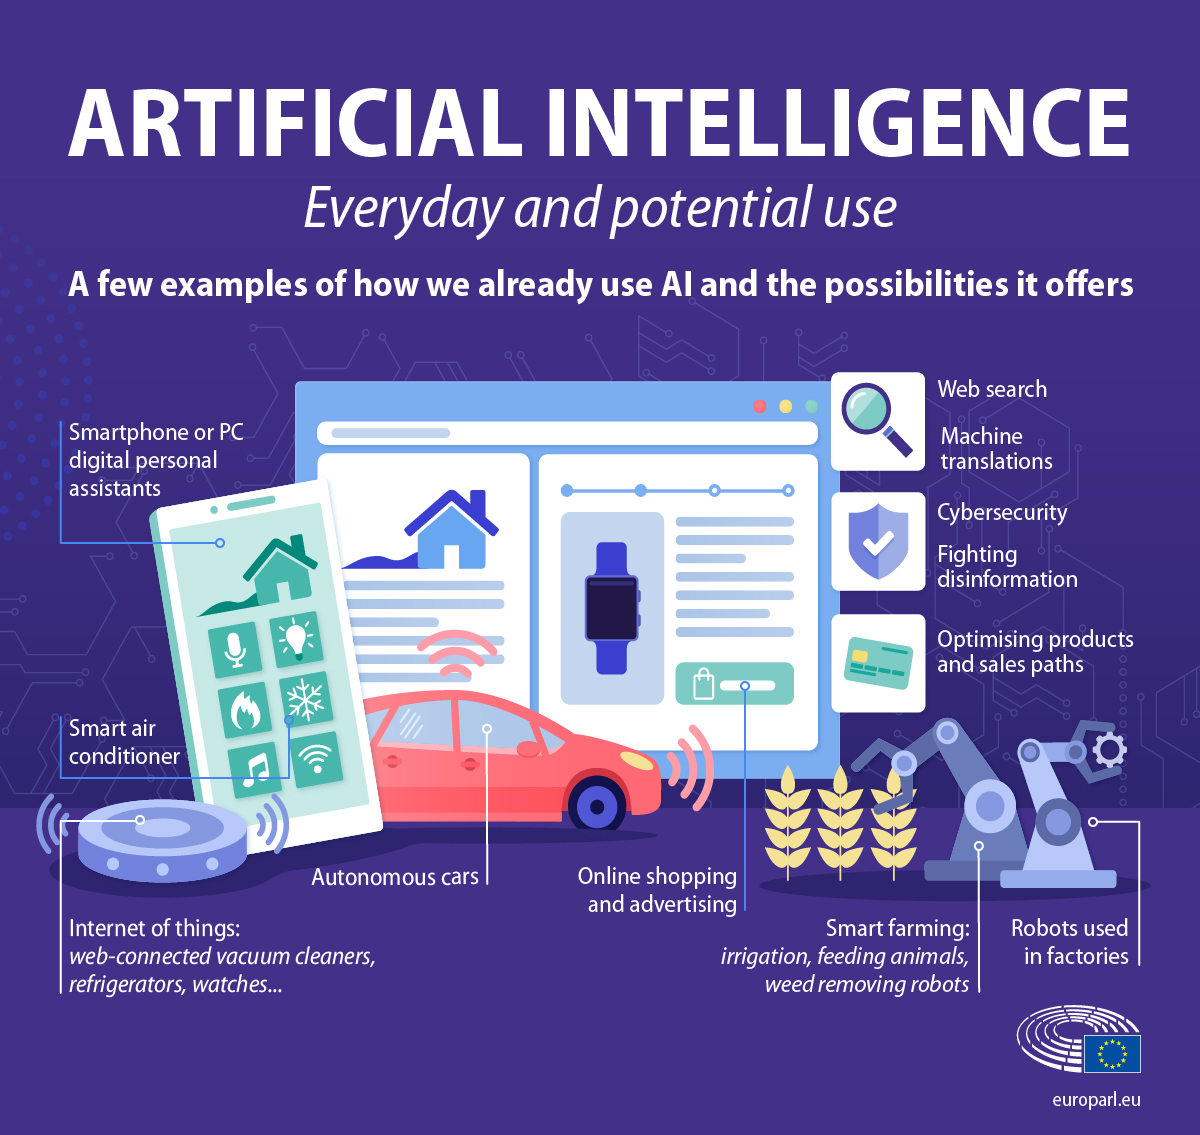 ARTIFICIAL INTELLIGENCE
Everyday and potential use
A few examples of how we already use AI and the possibilities it offers
Smartphone or PC
digital personal
assistants
Web search
Machine
translations
Cybersecurity
Fighting
disinformation
Optimising products
and sales paths
Smart air
conditioner
Autonomous cars
Online shopping
and advertising
Internet of things:
web-connected vacuum cleaners,
refrigerators, watches...
Smart farming:
irrigation, feeding animals,
weed removing robots
Robots used
in factories
europarl.eu